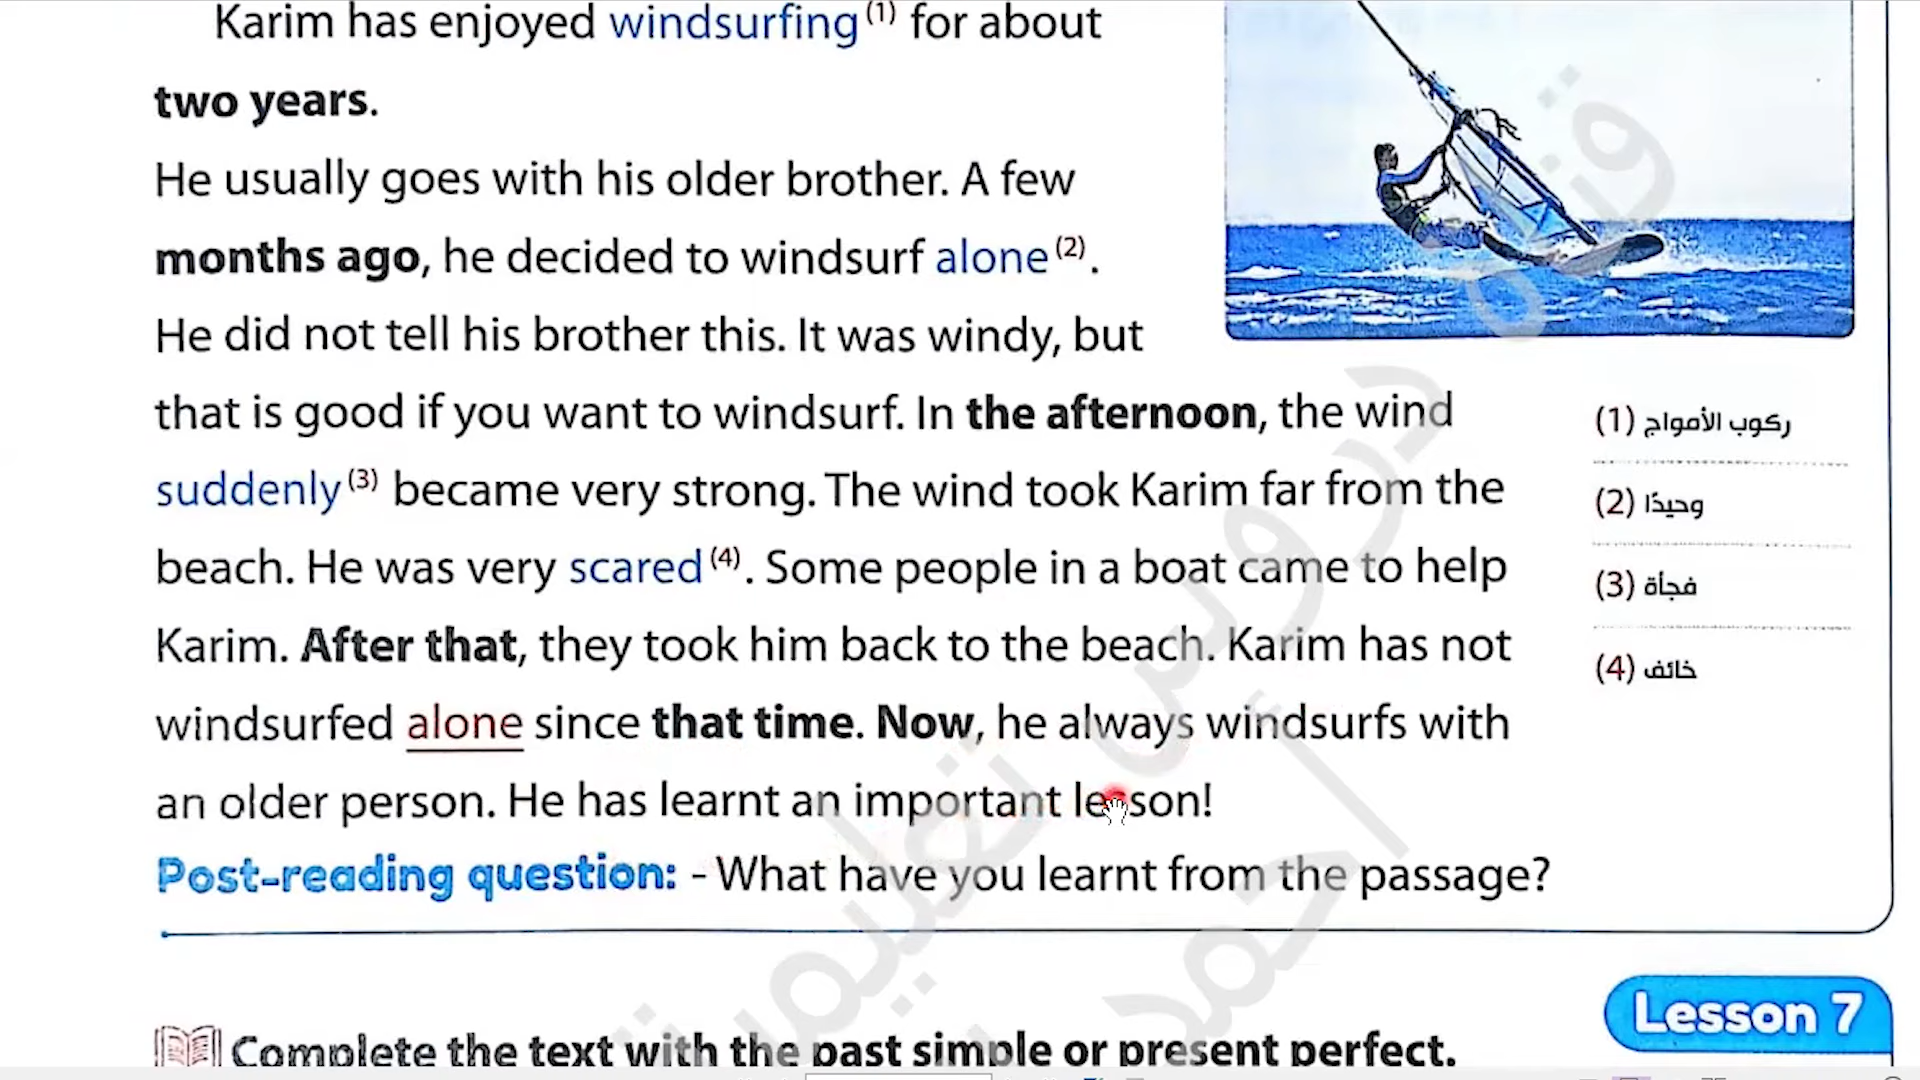 Karim has enjoyed windsurfing (1) for about
two years.
He usually goes with his older brother. A few
months ago, he decided to windsurf alone (2).
He did not tell his brother this. It was windy, but
that is good if you want to windsurf. In the afternoon, the wind
suddenly (3) became very strong. The wind took Karim far from the
beach. He was very scared (4). Some people in a boat came to help
Karim. After that, they took him back to the beach. Karim has not
windsurfed alone since that time. Now, he always windsurfs with
an older person. He has learnt an important lesson!
Post-reading question: - What have you learnt from the passage?
(1) ركوب الأمواج
(2) وحيدًا
(3) فجأة
(4) خائف
Lesson 7
Complete the text with the past simple or present perfect.
دروس تعليمية